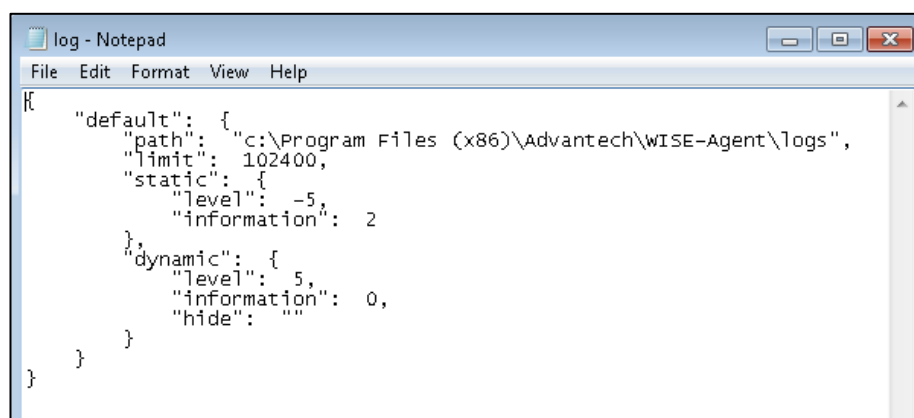 log - Notepad
File Edit Format View Help
{
"default": {
"path": "c:\Program Files (x86)\Advantech\WISE-Agent\logs",
"limit": 102400,
"static": {
"level": -5,
"information": 2
},
"dynamic": {
"level": 5,
"information": 0,
"hide": ""
}
}
}